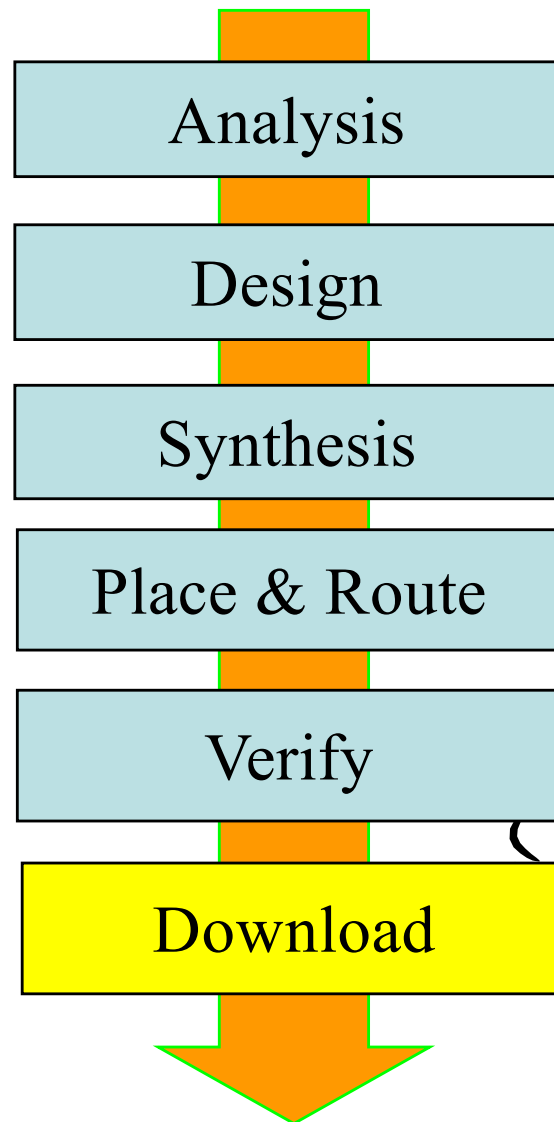 Analysis
Design
Synthesis
Place & Route
Verify
Download